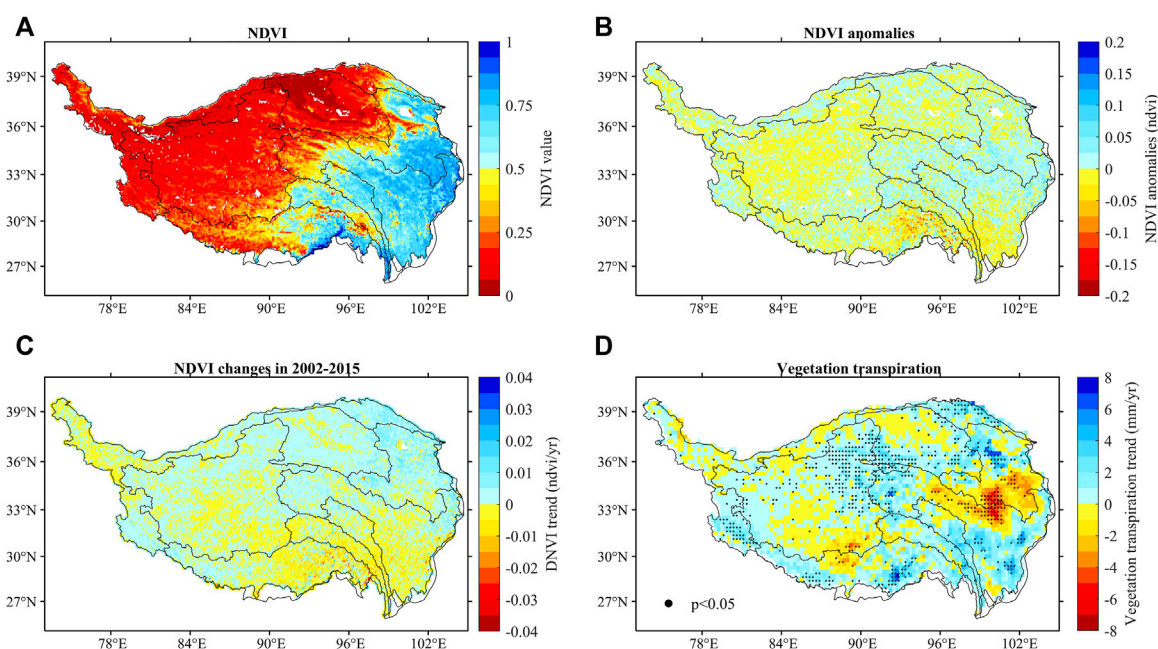 A
NDVI
39°N
36°N
33°N
30°N
27°N
78°E 84°E 90°E 96°E 102°E
1
0.75
0.5
0.25
0
NDVI value
B
NDVI anomalies
39°N
36°N
33°N
30°N
27°N
78°E 84°E 90°E 96°E 102°E
0.2
0.15
0.1
0.05
0
-0.05
-0.1
-0.15
-0.2
NDVI anomalies (ndvi)
C
NDVI changes in 2002-2015
39°N
36°N
33°N
30°N
27°N
78°E 84°E 90°E 96°E 102°E
0.04
0.03
0.02
0.01
0
-0.01
-0.02
-0.03
-0.04
DNVI trend (ndvi/yr)
D
Vegetation transpiration
39°N
36°N
33°N
30°N
27°N
p<0.05
78°E 84°E 90°E 96°E 102°E
8
6
4
2
0
-2
-4
-6
-8
Vegetation transpiration trend (mm/yr)